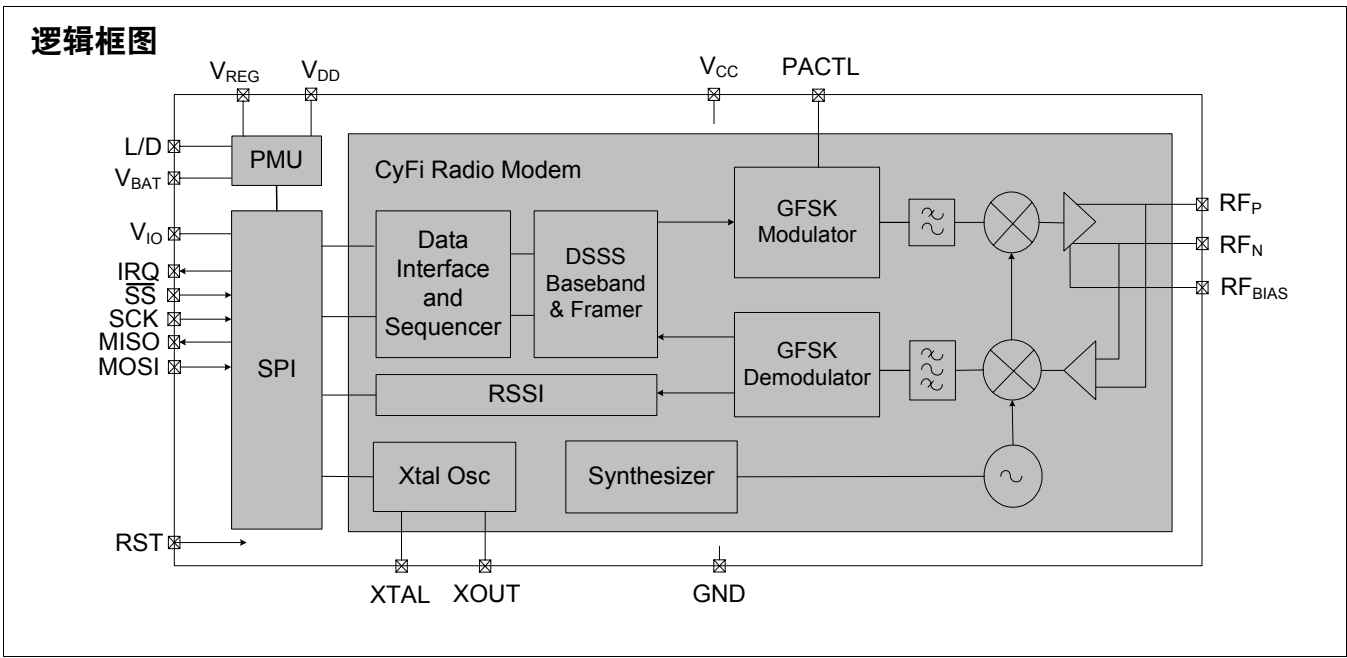 逻辑框图
VREG
VDD
VCC
PACTL
L/D
PMU
VBAT
CyFi Radio Modem
VIO
IRQ
SS
SCK
MISO
MOSI
SPI
Data
Interface
and
Sequencer
DSSS
Baseband
& Framer
GFSK
Modulator
RFP
RFN
RFBIAS
GFSK
Demodulator
RSSI
Xtal Osc
Synthesizer
RST
XTAL
XOUT
GND